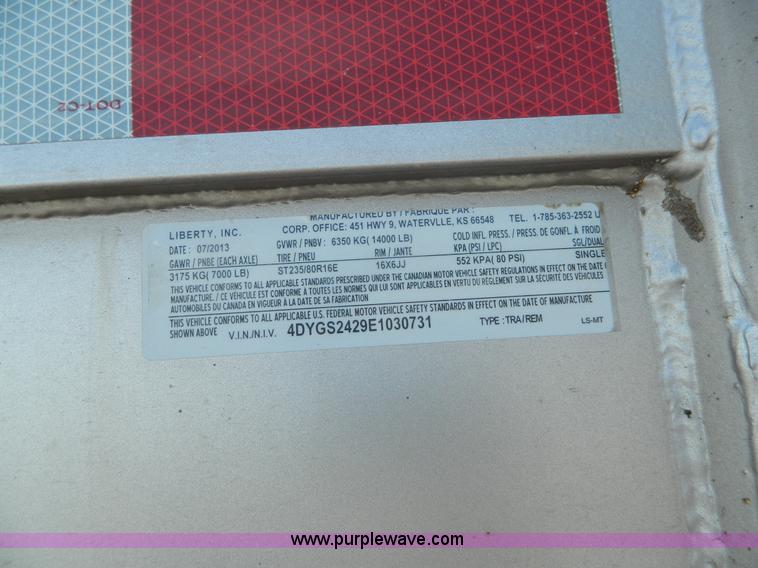 DOT-C2
MANUFACTURED BY / FABRIQUE PAR :
LIBERTY, INC. CORP. OFFICE: 451 HWY 9, WATERVLLE, KS 66548 TEL. 1-785-363-2552 U
DATE : 07/2013 GVWR / PNBV : 6350 KG( 14000 LB) COLD INFL. PRESS. / PRESS. DE GONFL. A FROID
GAWR / PNBE (EACH AXLE) TIRE / PNEU RIM / JANTE KPA (PSI / LPC) SGL/DUAL
3175 KG( 7000 LB) ST235/80R16E 16X6JJ 552 KPA( 80 PSI) SINGLE
THIS VEHICLE CONFORMS TO ALL APPLICABLE STANDARDS PRESCRIBED UNDER THE CANADIAN MOTOR VEHICLE SAFETY REGULATIONS IN EFFECT ON THE DATE OF
MANUFACTURE / CE VÉHICULE EST CONFORME A TOUTES LES NORMES QUI LUI SONT APPLICABLES EN VERTU DU RÈGLEMENT SUR LA SÉCURITÉ DES VÉHICULES
AUTOMOBILES DU CANADA EN VIGUEUR À LA DATE DE SA FABRICATION
THIS VEHICLE CONFORMS TO ALL APPLICABLE U.S. FEDERAL MOTOR VEHICLE SAFETY STANDARDS IN EFFECT ON THE DATE OF MANUFACTURE
SHOWN ABOVE V.I.N./N.I.V. 4DYGS2429E1030731 TYPE : TRA/REM LS-MT
www.purplewave.com